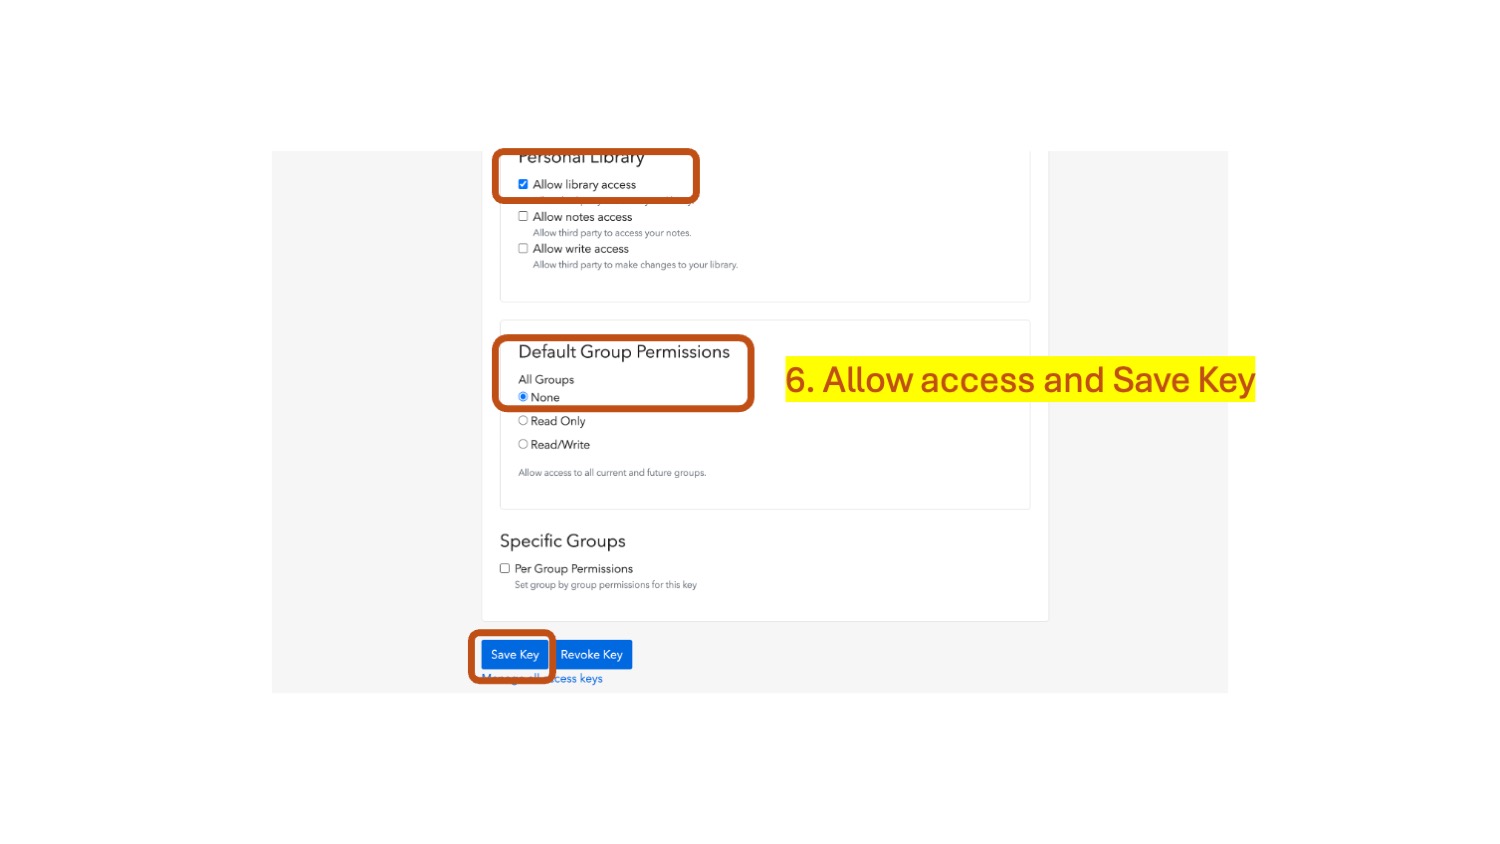 Personal Library
Allow library access
Allow notes access
Allow third party to access your notes.
Allow write access
Allow third party to make changes to your library.
Default Group Permissions
All Groups
None
Read Only
Read/Write
Allow access to all current and future groups.
6. Allow access and Save Key
Specific Groups
Per Group Permissions
Set group by group permissions for this key
Save Key
Revoke Key
Manage all access keys